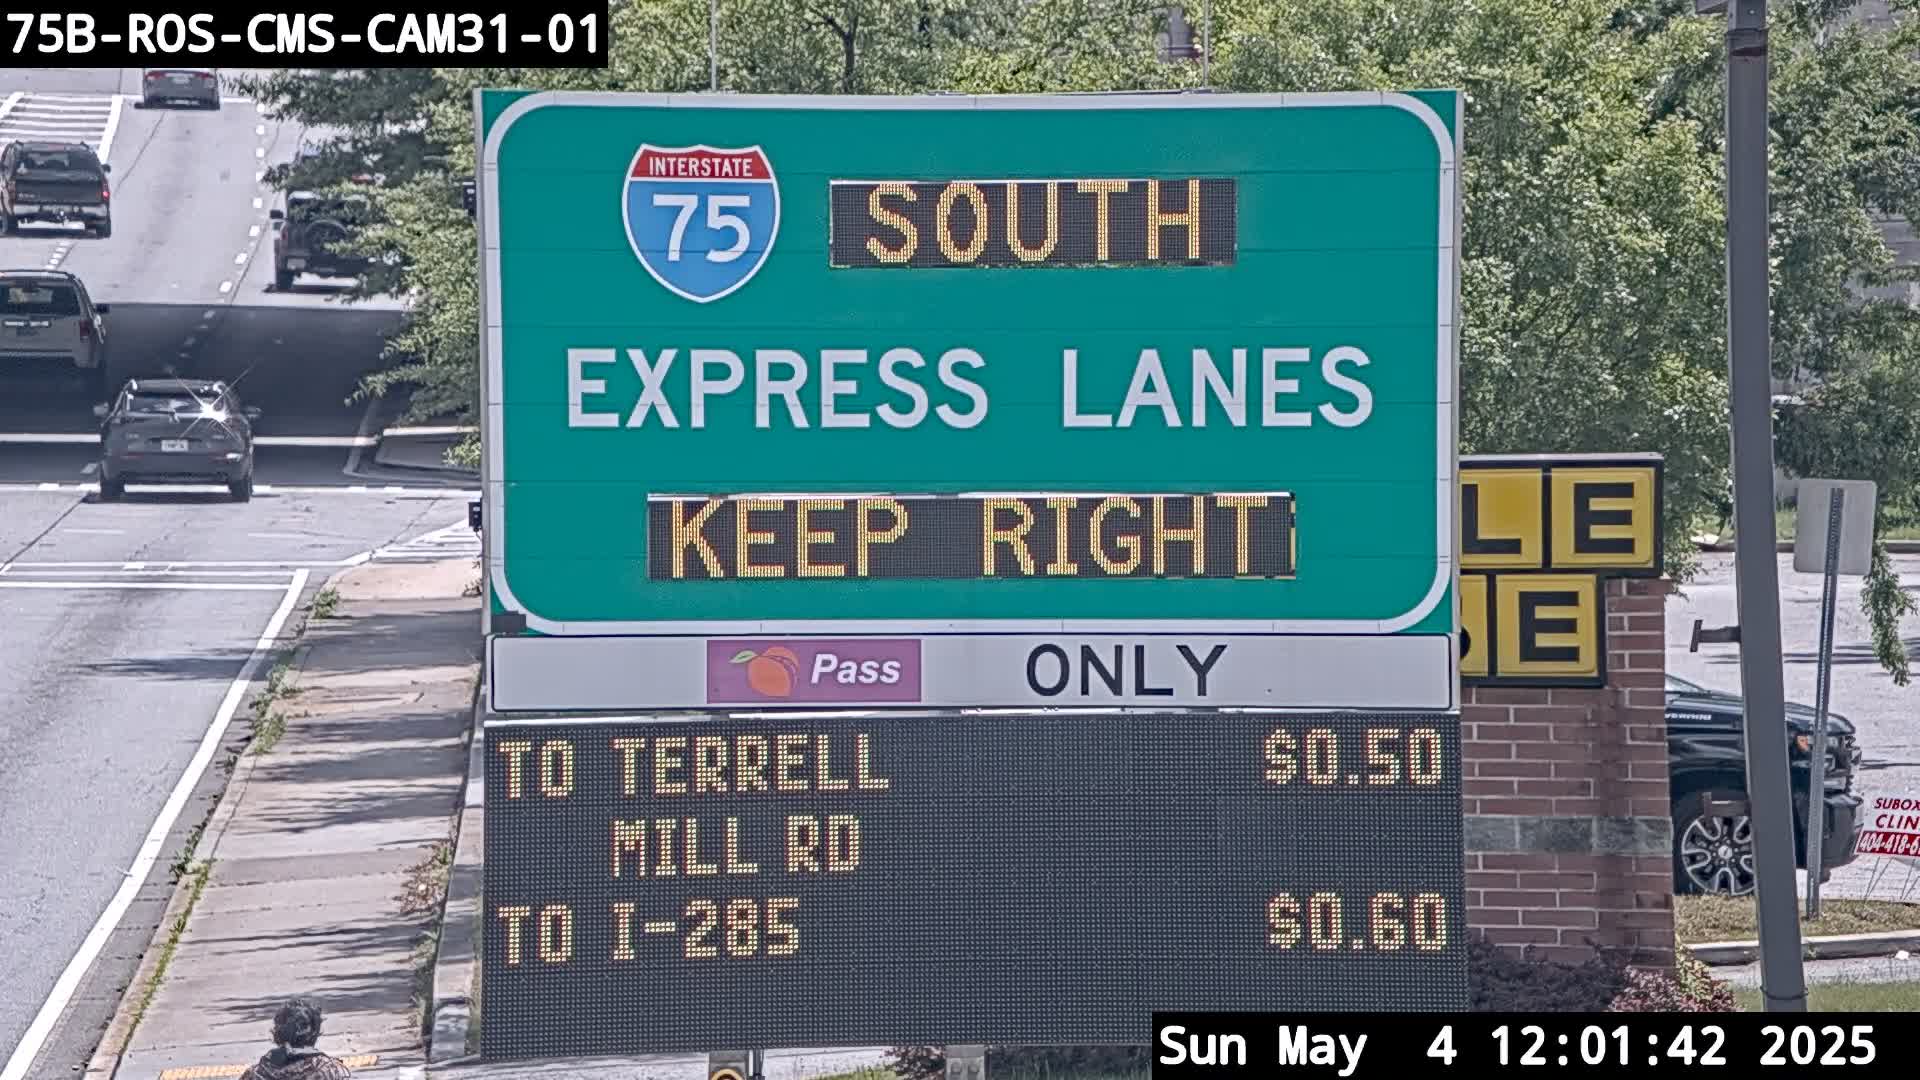 75B-ROS-CMS-CAM31-01
INTERSTATE
75
SOUTH
EXPRESS LANES
KEEP RIGHT
LE
E
Pass ONLY
TO TERRELL $0.50
MILL RD
TO I-285 $0.60
Sun May 4 12:01:42 2025